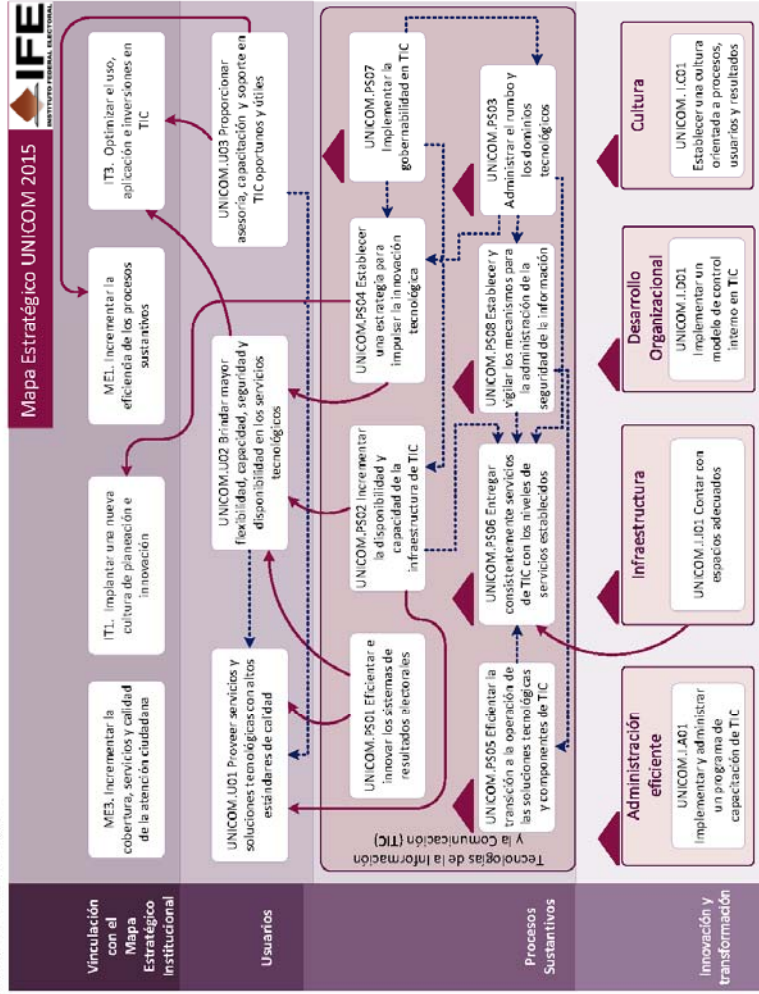 Mapa Estratégico UNICOM 2015
IFE
INSTITUTO FEDERAL ELECTORAL
Vinculación
con el
Mapa
Estratégico
Institucional
ME3. Incrementar la
cobertura, servicios y calidad
de la atención ciudadana
IT1. Implantar una nueva
cultura de planeación e
innovación
ME1. Incrementar la
eficiencia de los procesos
sustantivos
IT3. Optimizar el uso,
aplicación e inversiones en
TIC
Usuarios
UNICOM.U01 Proveer servicios y
soluciones tecnológicas con altos
estándares de calidad
UNICOM.U02 Brindar mayor
flexibilidad, capacidad, seguridad y
disponibilidad en los servicios
tecnológicos
UNICOM.U03 Proporcionar
asesoría, capacitación y soporte en
TIC oportunos y útiles
Procesos
Sustantivos
Tecnologías de la Información
y la Comunicación (TIC)
UNICOM.PS01 Eficientar e
innovar los sistemas de
resultados electorales
UNICOM.PS02 Incrementar
la disponibilidad y
capacidad de la
infraestructura de TIC
UNICOM.PS04 Establecer
una estrategia para
impulsar la innovación
tecnológica
UNICOM.PS07
Implementar la
gobernabilidad en TIC
UNICOM.PS05 Eficientar la
transición a la operación de
las soluciones tecnológicas
y componentes de TIC
UNICOM.PS06 Entregar
consistentemente servicios
de TIC con los niveles de
servicios establecidos
UNICOM.PS08 Establecer y
vigilar los mecanismos para
la administración de la
seguridad de la información
UNICOM.PS03
Administrar el rumbo y
los dominios
tecnológicos
Innovación y
transformación
Administración
eficiente
UNICOM.I.A01
Implementar y administrar
un programa de
capacitación de TIC
Infraestructura
UNICOM.I.I01 Contar con
espacios adecuados
Desarrollo
Organizacional
UNICOM.I.D01
Implementar un
modelo de control
interno en TIC
Cultura
UNICOM. I.C01
Establecer una cultura
orientada a procesos,
usuarios y resultados